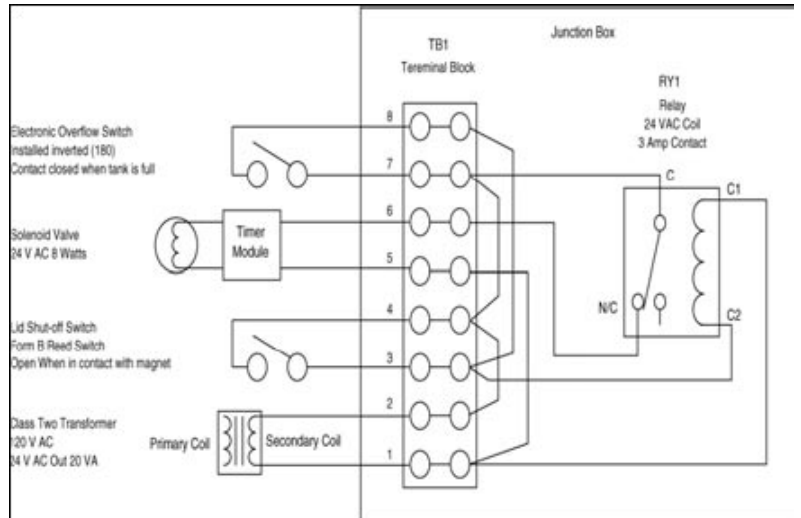 Junction Box
TB1
Tereminal Block
RY1
Relay
24 VAC Coil
3 Amp Contact
Electronic Overflow Switch
Installed inverted (180)
Contact closed when tank is full
8
7
C
C1
6
Solenoid Valve
24 V AC 8 Watts
Timer
Module
5
N/C
C2
4
Lid Shut-off Switch
Form B Reed Switch
Open When in contact with magnet
3
2
Class Two Transformer
120 V AC
24 V AC Out 20 VA
Primary Coil
Secondary Coil
1